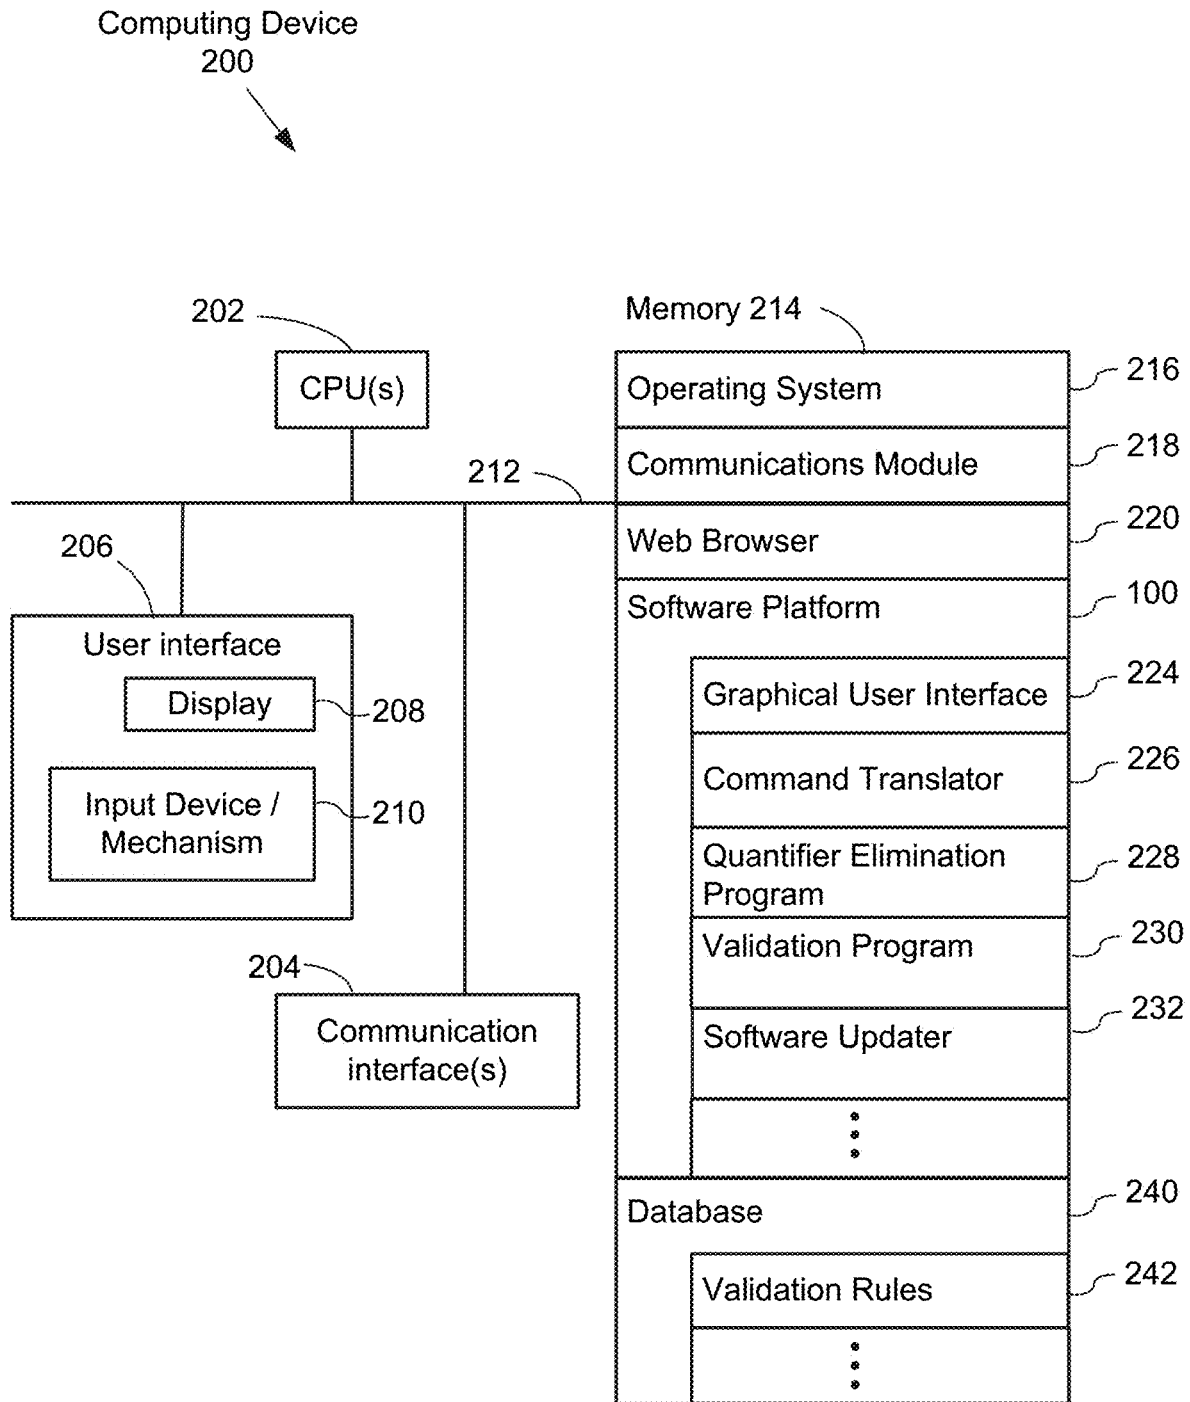 Computing Device
200
202
CPU(s)
Memory 214
Operating System
216
Communications Module
218
212
Web Browser
220
206
User interface
Display
208
Input Device /
Mechanism
210
Software Platform
100
Graphical User Interface
224
Command Translator
226
Quantifier Elimination
Program
228
Validation Program
230
204
Communication
interface(s)
Software Updater
232
Database
240
Validation Rules
242